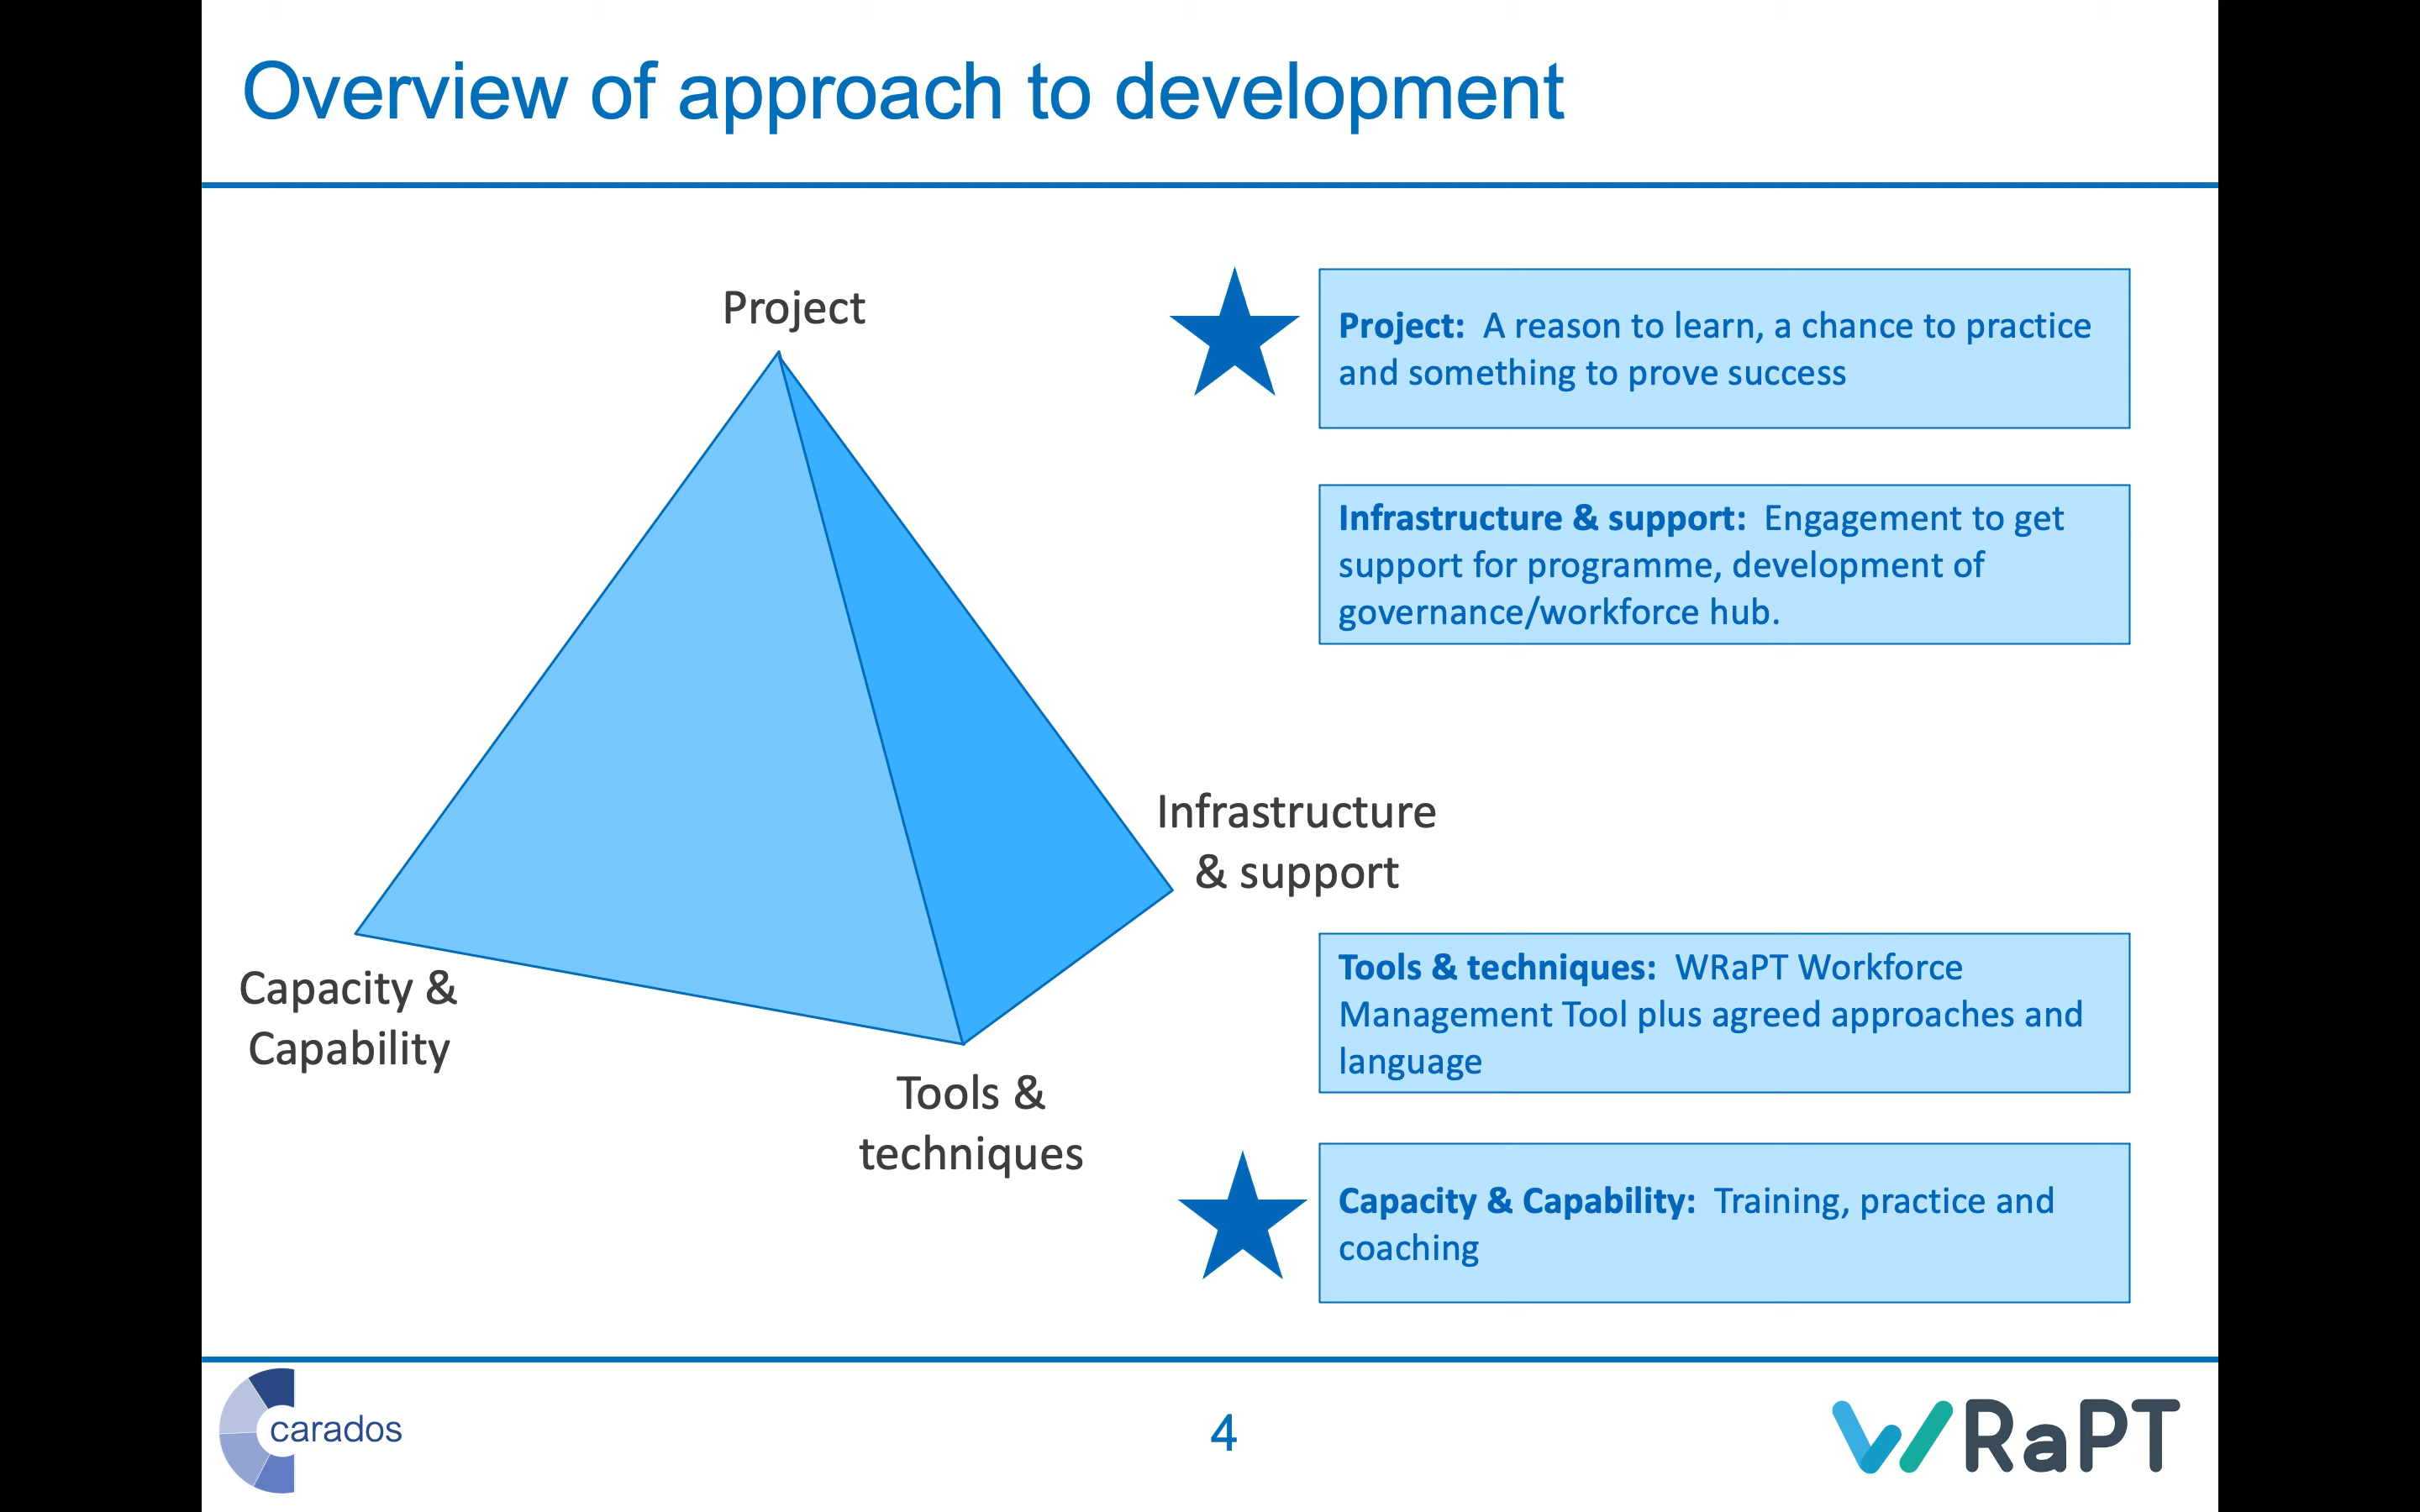 Overview of approach to development
Project
Project:  A reason to learn, a chance to practice
and something to prove success
Infrastructure & support:  Engagement to get
support for programme, development of
governance/workforce hub.
Infrastructure
& support
Capacity &
Capability
Tools &
techniques
Tools & techniques:  WRaPT Workforce
Management Tool plus agreed approaches and
language
Capacity & Capability:  Training, practice and
coaching
carados
4
WRaPT